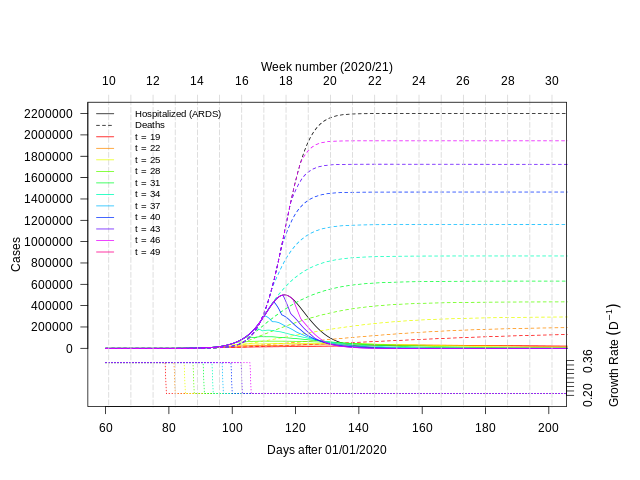 Week number (2020/21)
10 12 14 16 18 20 22 24 26 28 30
Cases
2200000
2000000
1800000
1600000
1400000
1200000
1000000
800000
600000
400000
200000
0
Hospitalized (ARDS)
Deaths
t = 19
t = 22
t = 25
t = 28
t = 31
t = 34
t = 37
t = 40
t = 43
t = 46
t = 49
0.20 0.36
Growth Rate (D⁻¹)
60 80 100 120 140 160 180 200
Days after 01/01/2020